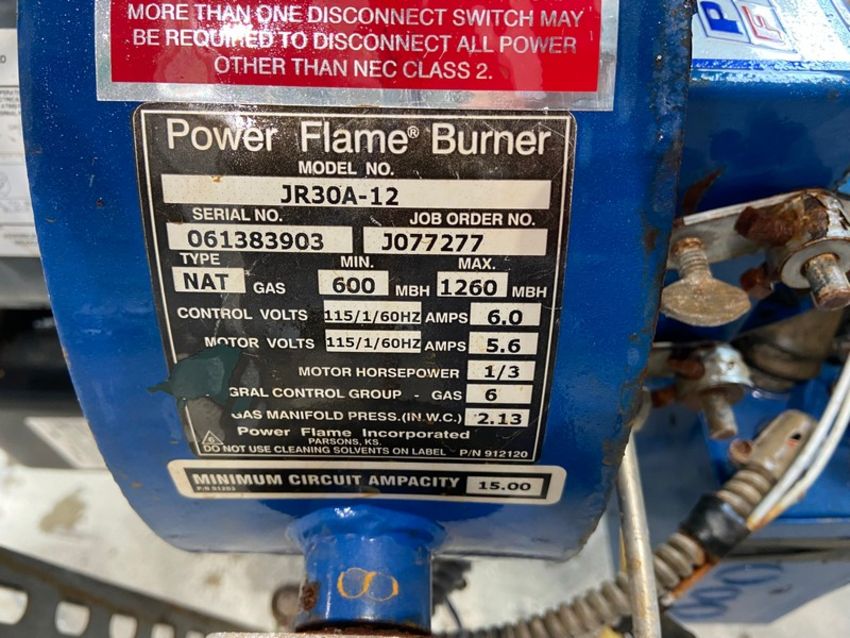 MORE THAN ONE DISCONNECT SWITCH MAY
BE REQUIRED TO DISCONNECT ALL POWER
OTHER THAN NEC CLASS 2.
P
F
Power Flame® Burner
MODEL NO.
JR30A-12
SERIAL NO. JOB ORDER NO.
061383903 J077277
TYPE MIN. MAX.
NAT GAS 600 MBH 1260 MBH
CONTROL VOLTS 115/1/60HZ AMPS 6.0
MOTOR VOLTS 115/1/60HZ AMPS 5.6
MOTOR HORSEPOWER 1/3
GRAL CONTROL GROUP - GAS 6
GAS MANIFOLD PRESS.(IN.W.C.) 2.13
Power Flame Incorporated
PARSONS, KS.
DO NOT USE CLEANING SOLVENTS ON LABEL P/N 912120
MINIMUM CIRCUIT AMPACITY 15.00
P/N 91203
8